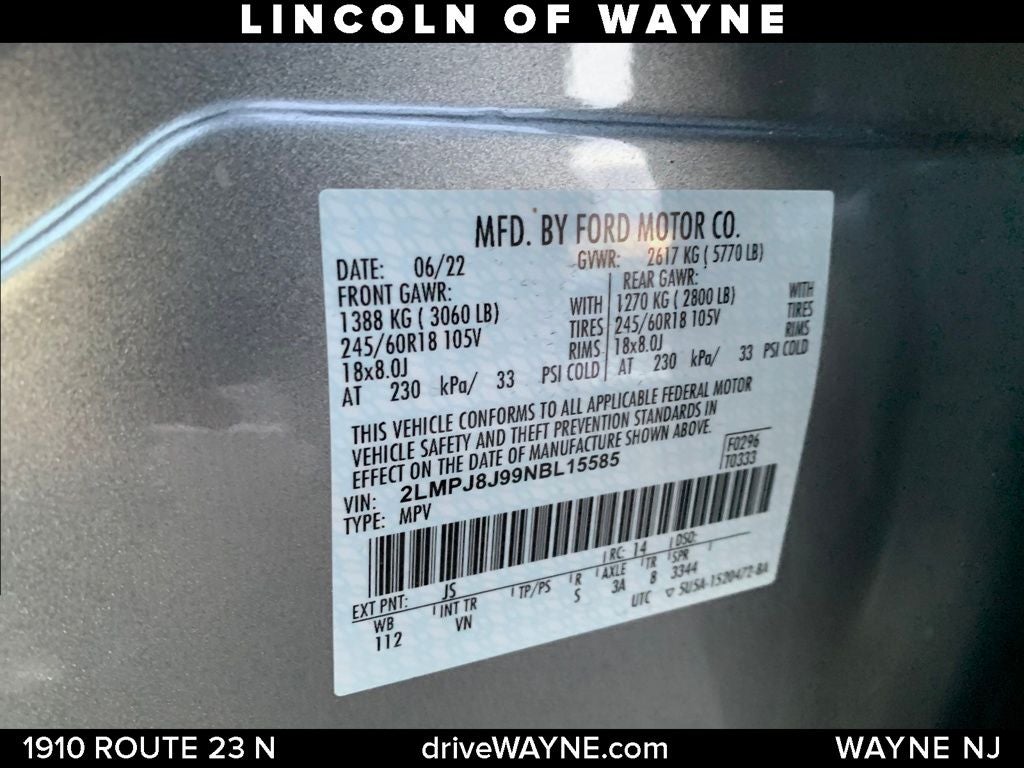 LINCOLN OF WAYNE
MFD. BY FORD MOTOR CO.
DATE: 06/22 GVWR: 2617 KG ( 5770 LB)
FRONT GAWR: REAR GAWR:
1388 KG ( 3060 LB) WITH 1270 KG ( 2800 LB) WITH
245/60R18 105V TIRES 245/60R18 105V TIRES
18x8.0J RIMS 18x8.0J RIMS
AT 230 kPa/ 33 PSI COLD AT 230 kPa/ 33 PSI COLD
THIS VEHICLE CONFORMS TO ALL APPLICABLE FEDERAL MOTOR
VEHICLE SAFETY AND THEFT PREVENTION STANDARDS IN
EFFECT ON THE DATE OF MANUFACTURE SHOWN ABOVE.
F0296
T0333
VIN: 2LMPJ8J99NBL15585
TYPE: MPV
EXT PNT: JS RC: 14 DSO:
WB INT TR TP/PS R AXLE TR SPR
112 VN 5 3A 8 3344
UTC ▽ 5U5A-1520472-BA
1910 ROUTE 23 N driveWAYNE.com WAYNE NJ